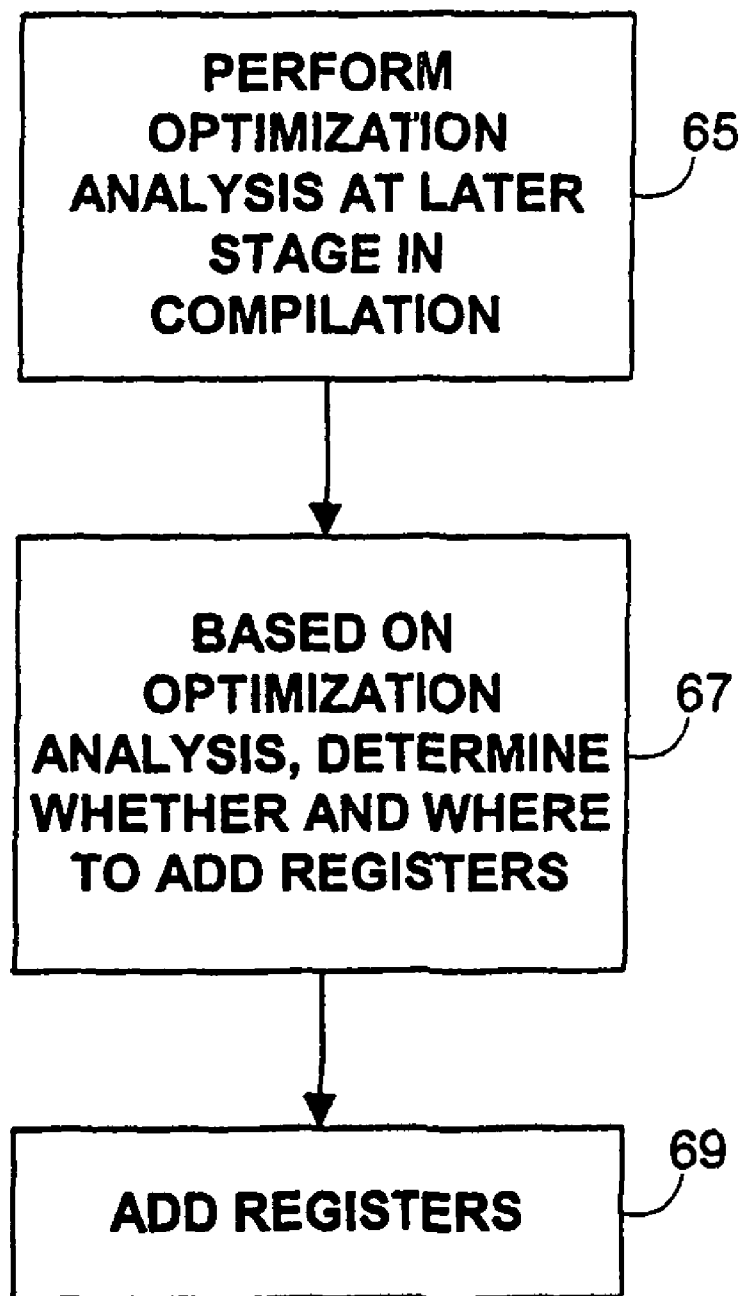 PERFORM
OPTIMIZATION
ANALYSIS AT LATER
STAGE IN
COMPILATION
65
BASED ON
OPTIMIZATION
ANALYSIS, DETERMINE
WHETHER AND WHERE
TO ADD REGISTERS
67
ADD REGISTERS
69